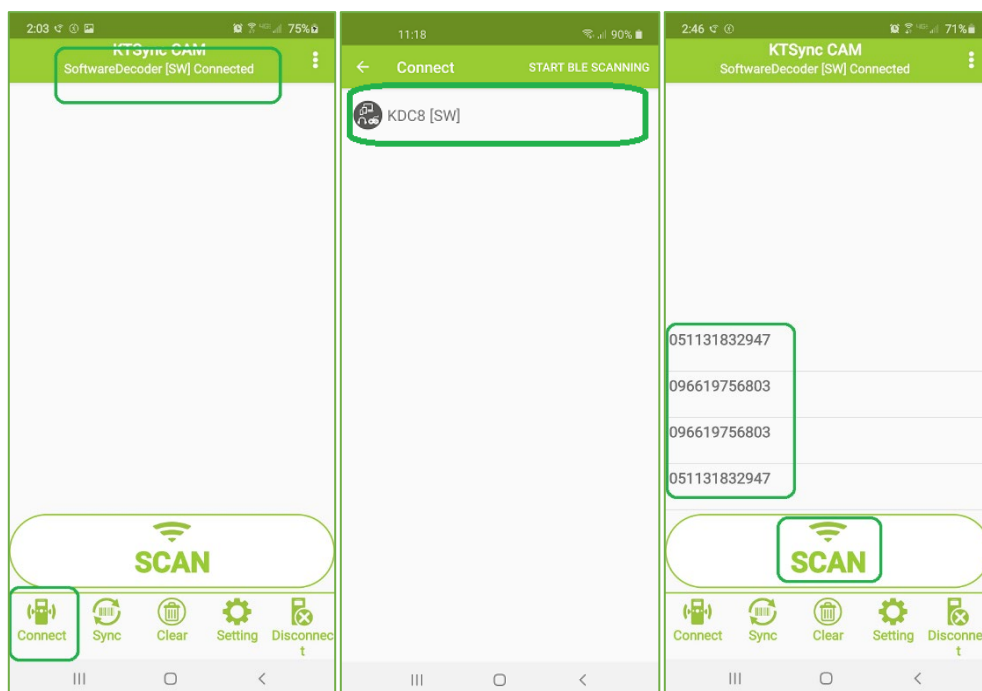 2:03
75%
KTSync CAM
SoftwareDecoder [SW] Connected
SCAN
Connect
Sync
Clear
Setting
Disconnec
t
11:18
90%
Connect
START BLE SCANNING
KDC8 [SW]
2:46
71%
KTSync CAM
SoftwareDecoder [SW] Connected
051131832947
096619756803
096619756803
051131832947
SCAN
Connect
Sync
Clear
Setting
Disconne
t